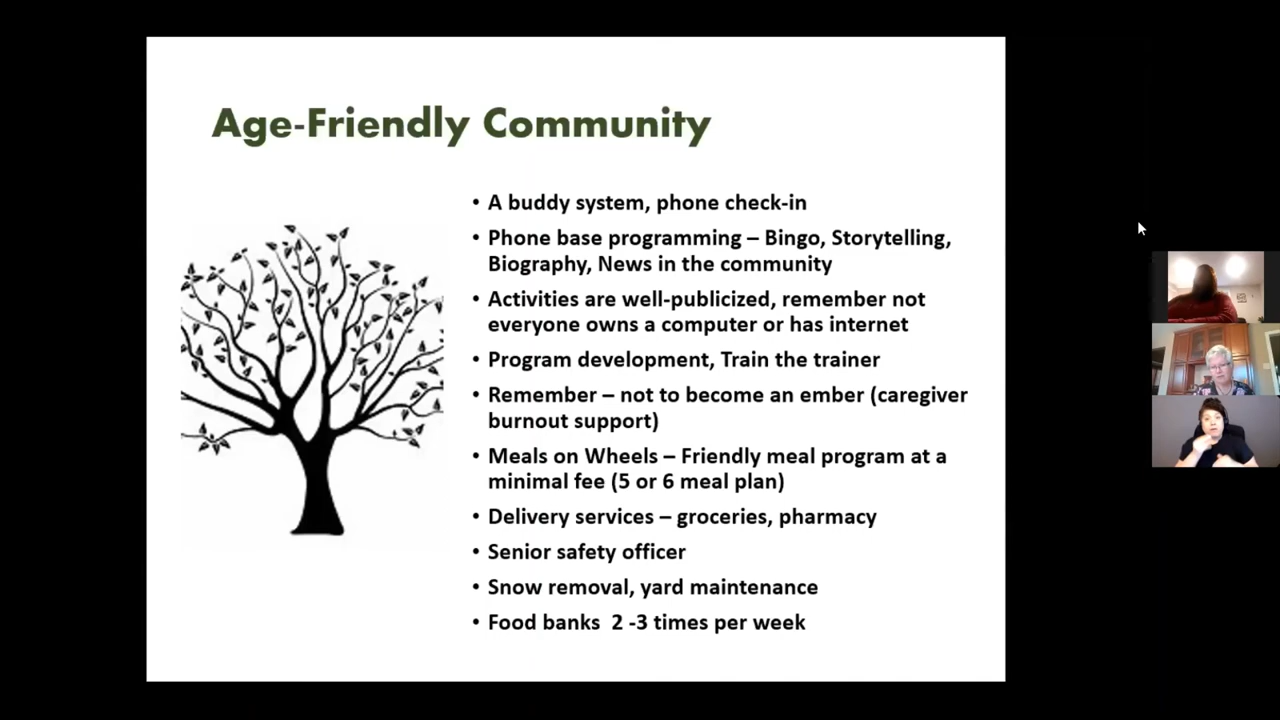 Age-Friendly Community
• A buddy system, phone check-in
• Phone base programming – Bingo, Storytelling,
Biography, News in the community
• Activities are well-publicized, remember not
everyone owns a computer or has internet
• Program development, Train the trainer
• Remember – not to become an ember (caregiver
burnout support)
• Meals on Wheels – Friendly meal program at a
minimal fee (5 or 6 meal plan)
• Delivery services – groceries, pharmacy
• Senior safety officer
• Snow removal, yard maintenance
• Food banks  2 -3 times per week